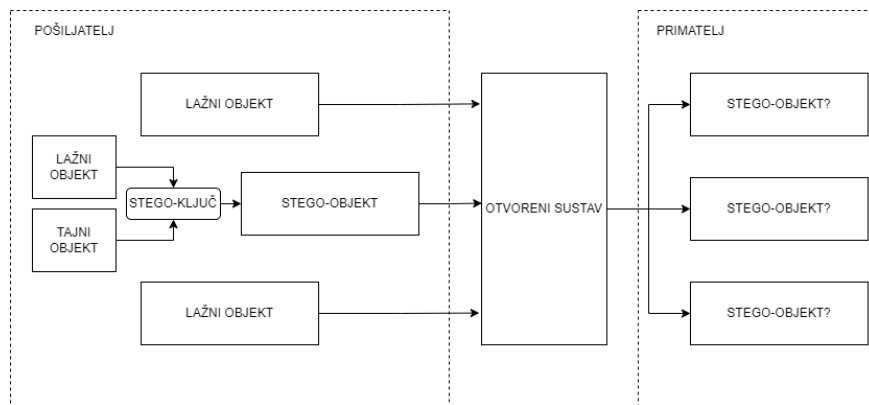 POŠILJATELJ
PRIMATELJ
LAŽNI OBJEKT
STEGO-OBJEKT?
LAŽNI
OBJEKT
STEGO-KLJUČ
STEGO-OBJEKT
OTVORENI SUSTAV
STEGO-OBJEKT?
TAJNI
OBJEKT
LAŽNI OBJEKT
STEGO-OBJEKT?